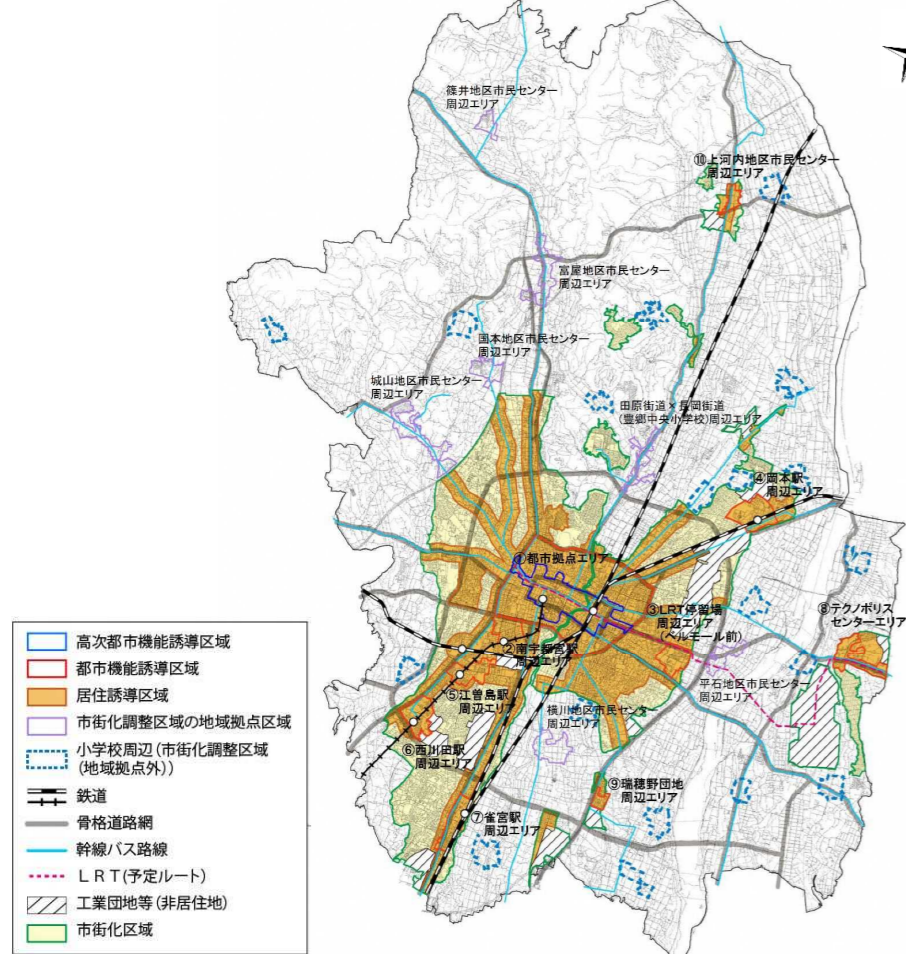 篠井地区市民センター
周辺エリア
⑩上河内地区市民センター
周辺エリア
富屋地区市民センター
周辺エリア
国本地区市民センター
周辺エリア
城山地区市民センター
周辺エリア
田原街道×長岡街道
(豊郷中央小学校)周辺エリア
④岡本駅
周辺エリア
①都市拠点エリア
③LRT停留場
周辺エリア
(ベルモール前)
⑧テクノポリス
センターエリア
②南宇都宮駅
周辺エリア
平石地区市民センター
周辺エリア
⑤江曽島駅
周辺エリア
横川地区市民センター
周辺エリア
⑥西川田駅
周辺エリア
⑨瑞穂野団地
周辺エリア
⑦雀宮駅
周辺エリア
高次都市機能誘導区域
都市機能誘導区域
居住誘導区域
市街化調整区域の地域拠点区域
小学校周辺(市街化調整区域
(地域拠点外))
鉄道
骨格道路網
幹線バス路線
LRT(予定ルート)
工業団地等(非居住地)
市街化区域